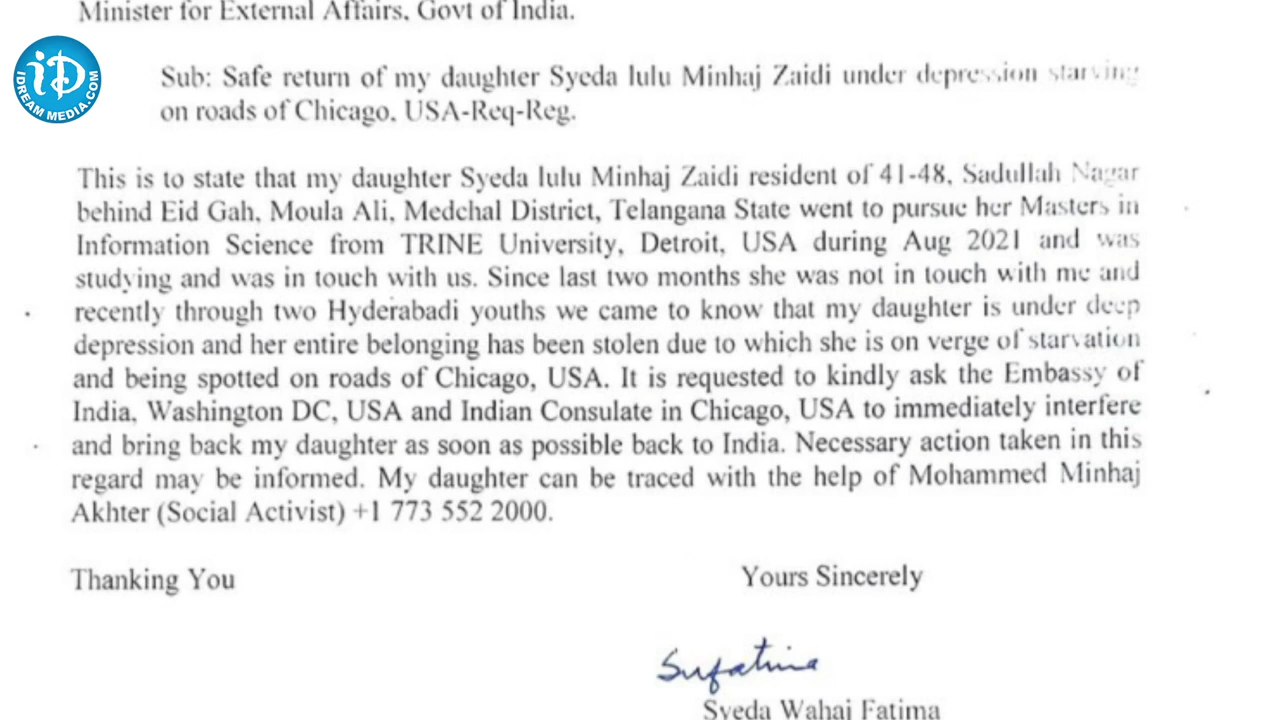 Minister for External Affairs, Govt of India.
iD
IDREAM MEDIA.COM
Sub: Safe return of my daughter Syeda lulu Minhaj Zaidi under depression starving
on roads of Chicago, USA-Req-Reg.
This is to state that my daughter Syeda lulu Minhaj Zaidi resident of 41-48, Sadullah Nagar
behind Eid Gah, Moula Ali, Medchal District, Telangana State went to pursue her Masters in
Information Science from TRINE University, Detroit, USA during Aug 2021 and was
studying and was in touch with us. Since last two months she was not in touch with me and
recently through two Hyderabadi youths we came to know that my daughter is under deep
depression and her entire belonging has been stolen due to which she is on verge of starvation
and being spotted on roads of Chicago, USA. It is requested to kindly ask the Embassy of
India, Washington DC, USA and Indian Consulate in Chicago, USA to immediately interfere
and bring back my daughter as soon as possible back to India. Necessary action taken in this
regard may be informed. My daughter can be traced with the help of Mohammed Minhaj
Akhter (Social Activist) +1 773 552 2000.
Thanking You
Yours Sincerely
Sufatima
Syeda Wahaj Fatima